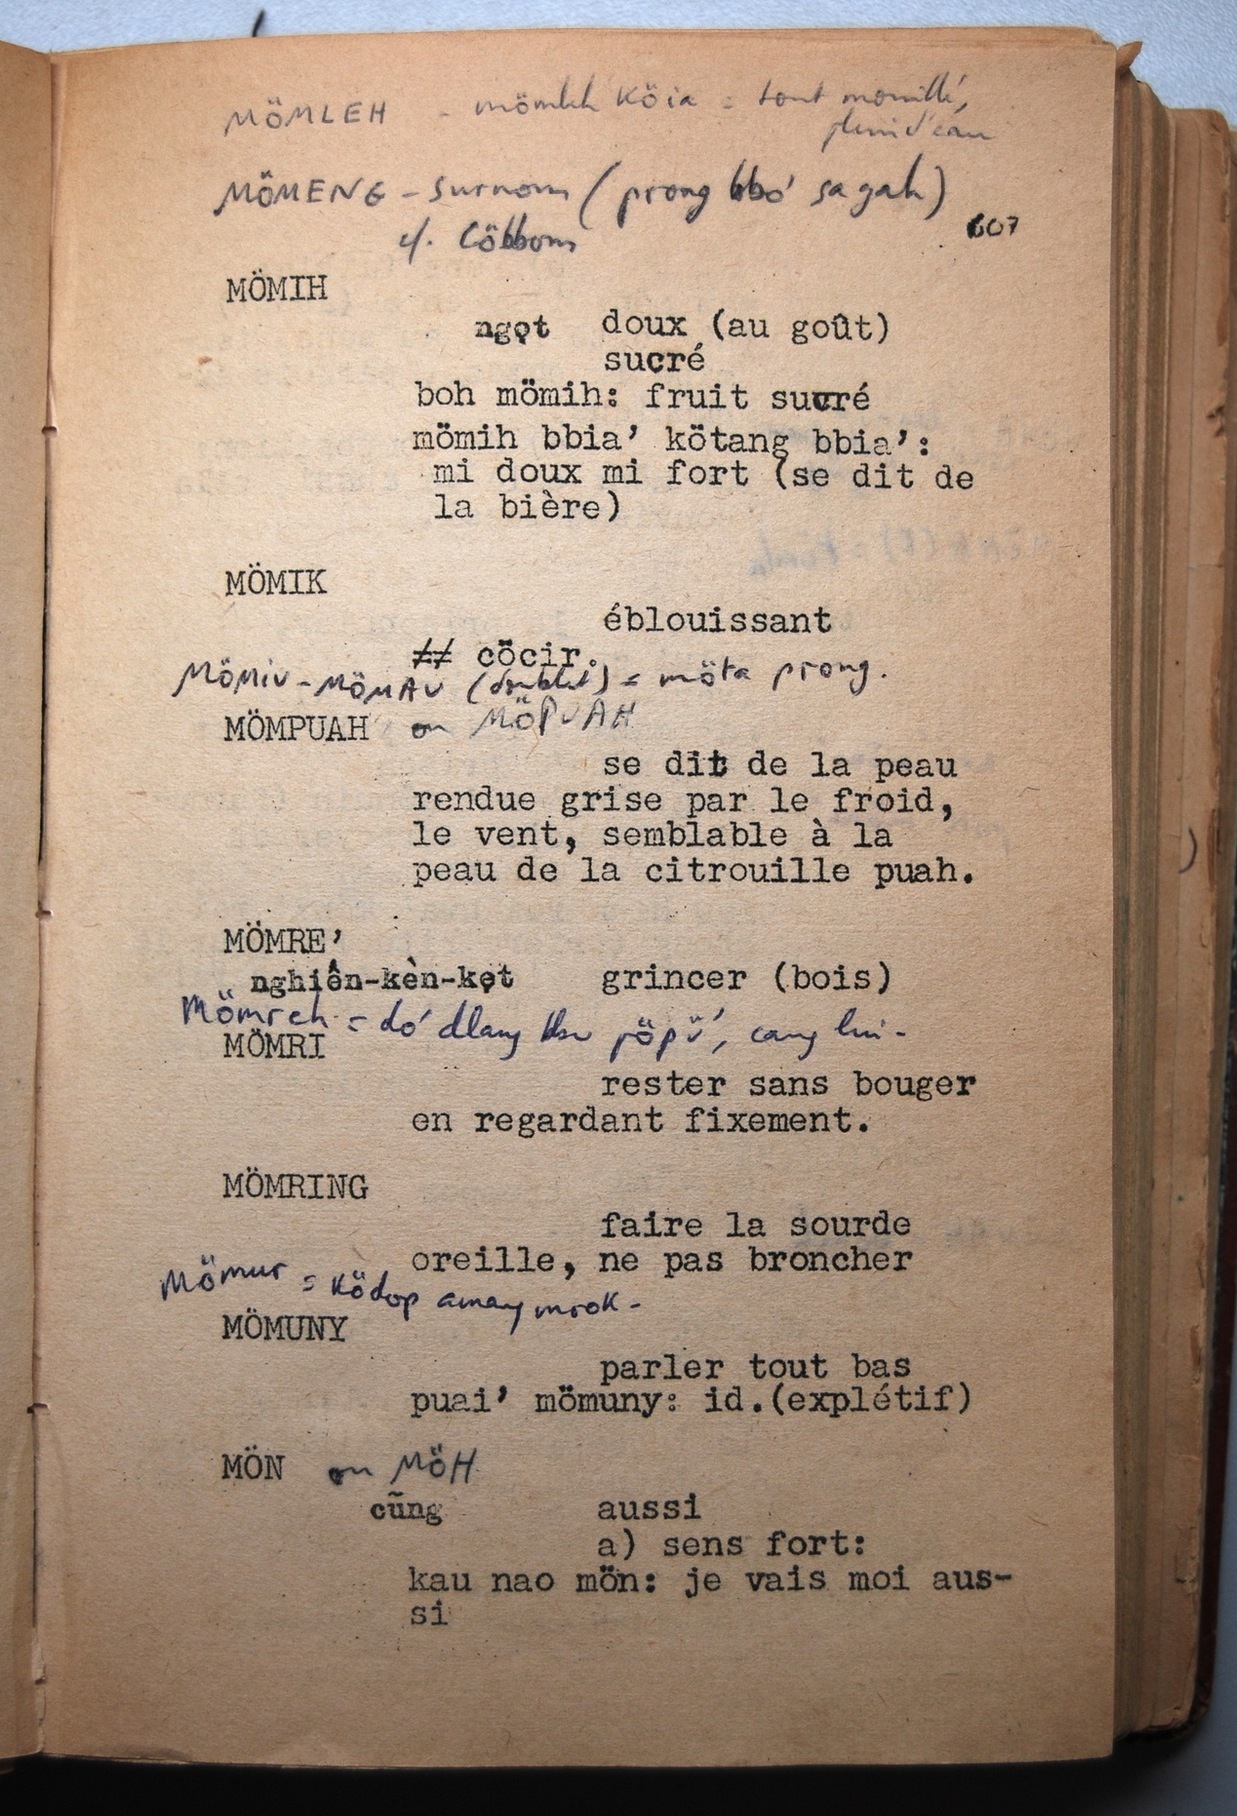 MÖMLEH - mömleh köia = tout mouillé,
plein d'eau
MÖMENG - surnom (prong bbo' sa gah)
cf. Cöbbom
607
MÖMIH
ngọt doux (au goût)
sucré
boh mömih: fruit sucré
mömih bbia' kötang bbia':
mi doux mi fort (se dit de
la bière)
MÖMIK
éblouissant
≠≠ cöcir.
MÖMIU - MÖMAU (doublet) = möta prong.
MÖMPUAH ou MÖPUAH
se dit de la peau
rendue grise par le froid,
le vent, semblable à la
peau de la citrouille puah.
MÖMRE'
nghiến-kèn-kẹt grincer (bois)
Mömreh = dó dlang, cang
MÖMRI
rester sans bouger
en regardant fixement.
MÖMRING
faire la sourde
oreille, ne pas broncher
Mömur = ködop mrok -
MÖMUNY
parler tout bas
puai' mömuny: id.(explétif)
MÖN ou MÖH
cũng aussi
a) sens fort:
kau nao mön: je vais moi aus-
si